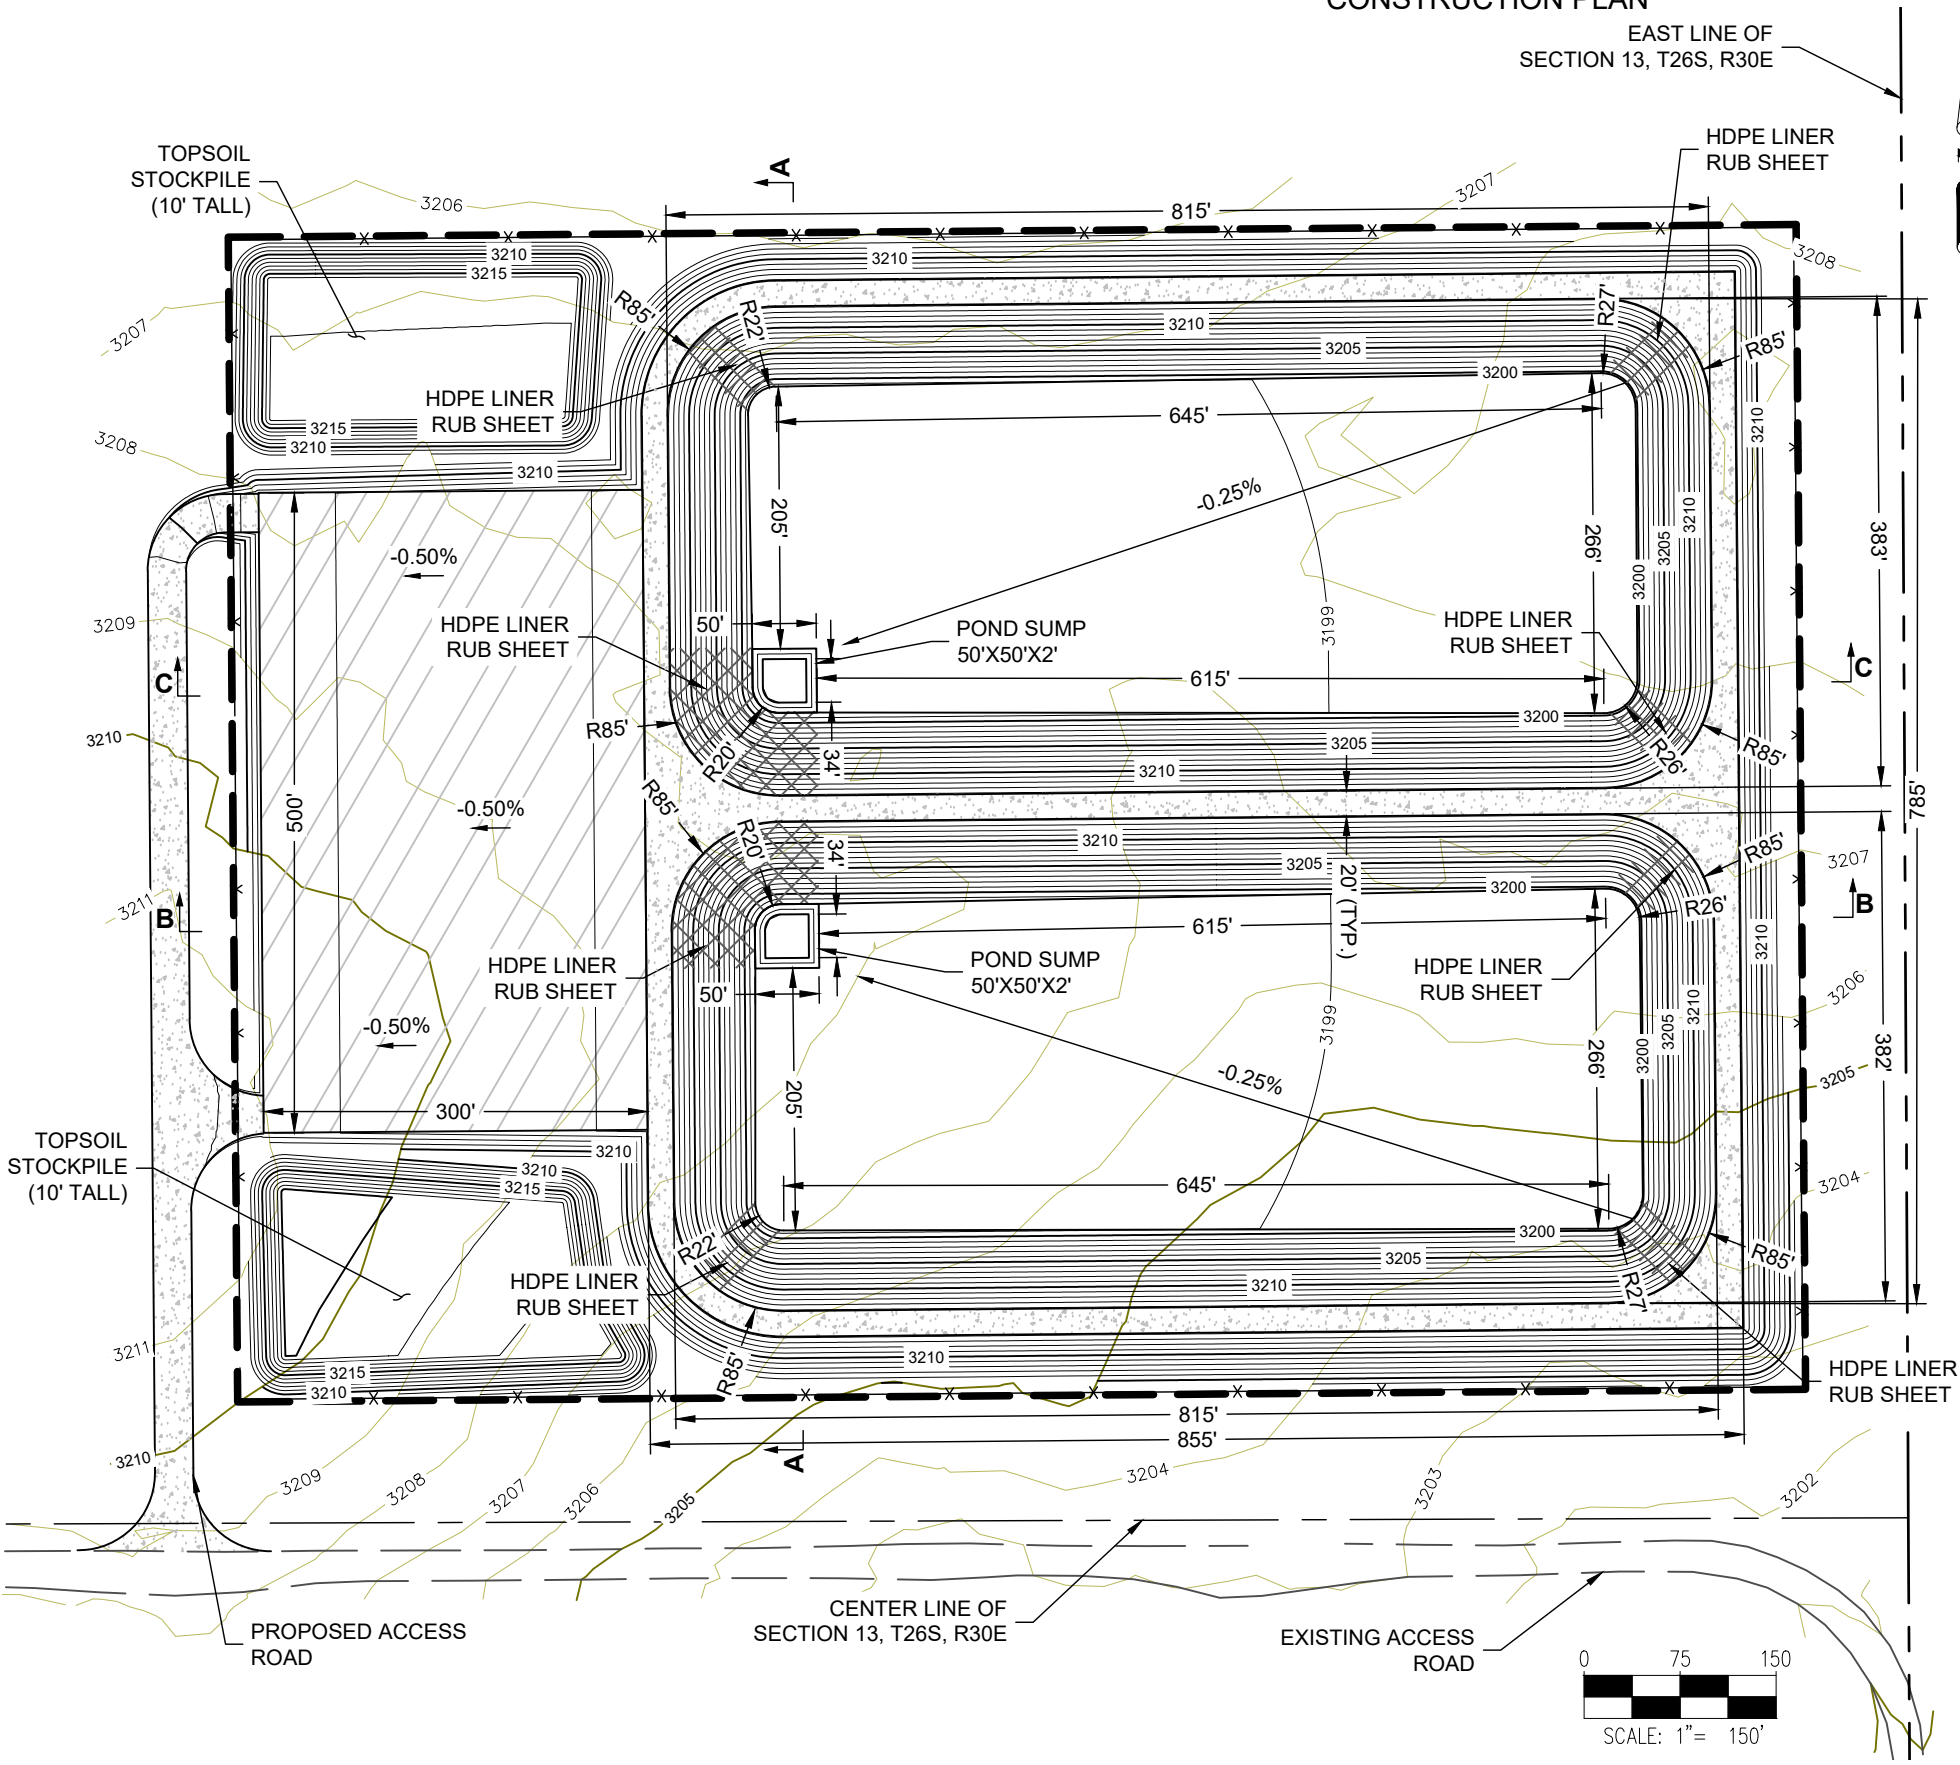 CONSTRUCTION PLAN
EAST LINE OF
SECTION 13, T26S, R30E
HDPE LINER
RUB SHEET
TOPSOIL
STOCKPILE
(10' TALL)
A
3206
3207
815'
3208
3210
3215
3210
3207
R85'
R22'
R27'
R85'
3210
3205
3200
HDPE LINER
RUB SHEET
645'
3215
3210
3208
3210
3210
205'
-0.25%
266'
3210
3205
3200
383'
-0.50%
500'
3209
HDPE LINER
RUB SHEET
50'
POND SUMP
50'X50'X2'
3199
HDPE LINER
RUB SHEET
C
C
615'
R85'
R20'
34'
3200
3205
3210
R26'
R85'
3210
785'
-0.50%
R85'
R20'
34'
3210
3205
20' (TYP.)
3200
R85'
R26'
3207
3211
B
B
615'
HDPE LINER
RUB SHEET
50'
POND SUMP
50'X50'X2'
HDPE LINER
RUB SHEET
3210
3206
-0.50%
205'
3199
-0.25%
266'
3210
3205
3200
382'
3205
300'
TOPSOIL
STOCKPILE
(10' TALL)
3210
3210
3215
645'
3204
R22'
3200
3205
3210
R85'
R27'
HDPE LINER
RUB SHEET
3211
3215
3210
R85'
3210
HDPE LINER
RUB SHEET
815'
855'
A
3210
3209
3208
3207
3206
3205
3204
3203
3202
PROPOSED ACCESS
ROAD
CENTER LINE OF
SECTION 13, T26S, R30E
EXISTING ACCESS
ROAD
0 75 150
SCALE: 1"= 150'